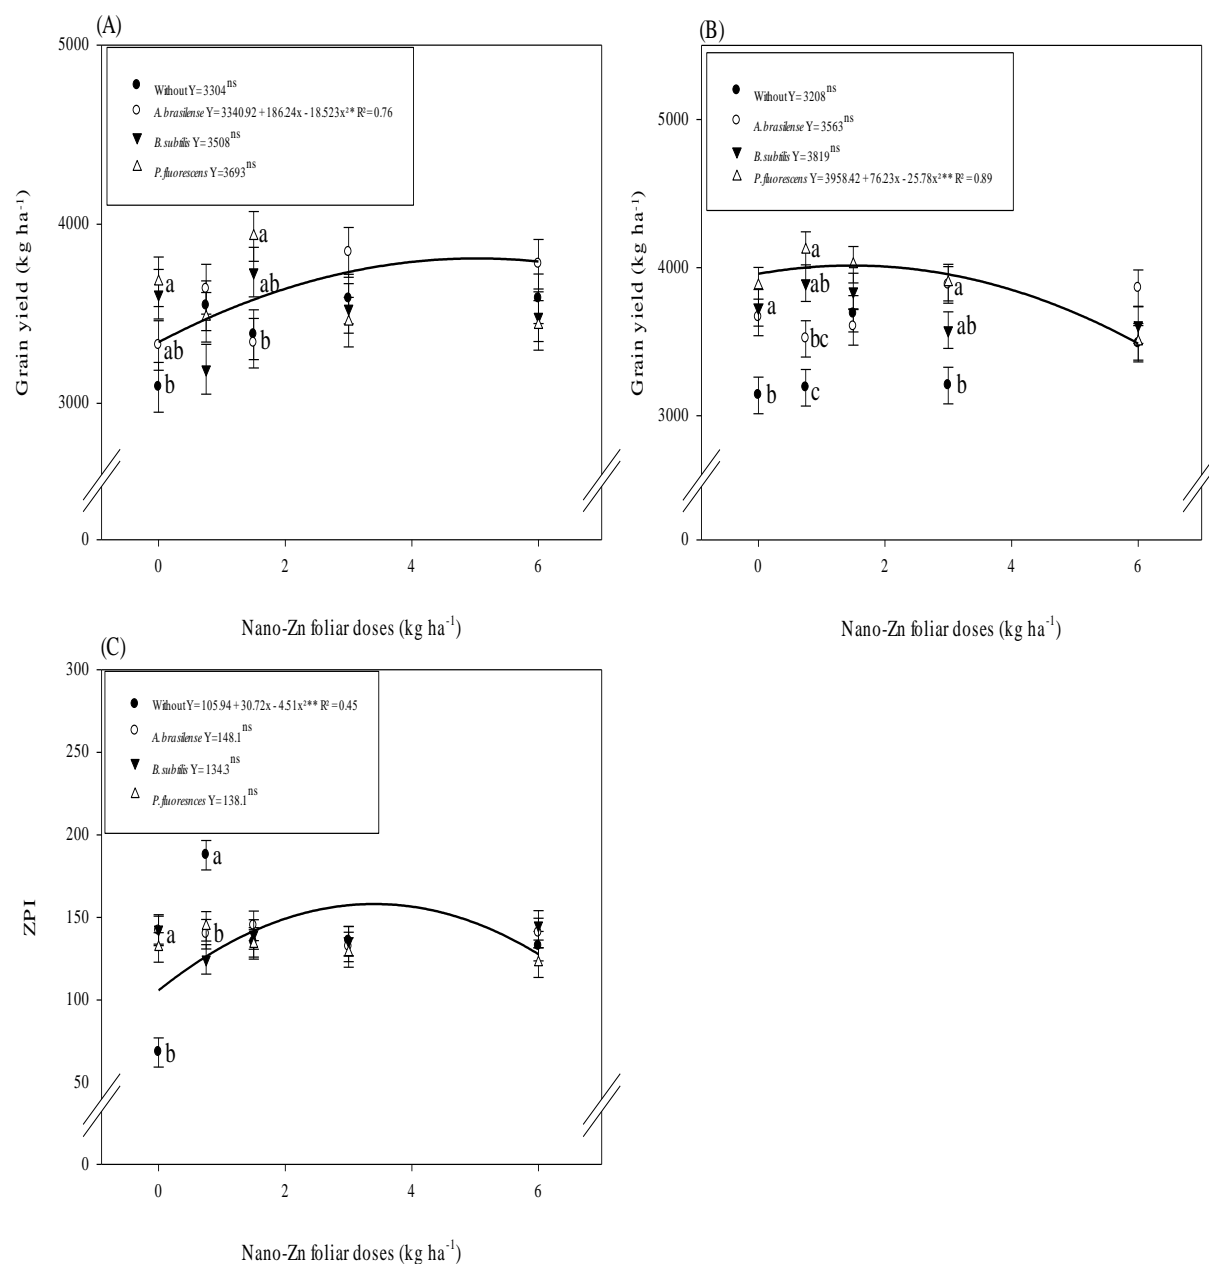 (A)
5000
4000
3000
0
Grain yield (kg ha⁻¹)
Without Y= 3304ns
A.brasilense Y= 3340.92 + 186.24x - 18.523x²* R²=0.76
B.subtilis Y= 3508ns
P.fluorescens Y=3693ns
a
ab
b
a
ab
b
0
2
4
6
Nano-Zn foliar doses (kg ha⁻¹)
(B)
5000
4000
3000
0
Grain yield (kg ha⁻¹)
Without Y=3208ns
A.brasilense Y=3563ns
B.subtilis Y=3819ns
P.fluorescens Y=3958.42 + 76.23x - 25.78x²** R²= 0.89
a
b
a
ab
bc
c
a
ab
b
0
2
4
6
Nano-Zn foliar doses (kg ha⁻¹)
(C)
300
250
200
150
100
50
0
ZPI
Without Y= 105.94 + 30.72x - 4.51x²** R²= 0.45
A.brasilense Y=148.1ns
B.subtilis Y=134.3ns
P.fluoresnces Y=138.1ns
a
b
a
b
0
2
4
6
Nano-Zn foliar doses (kg ha⁻¹)